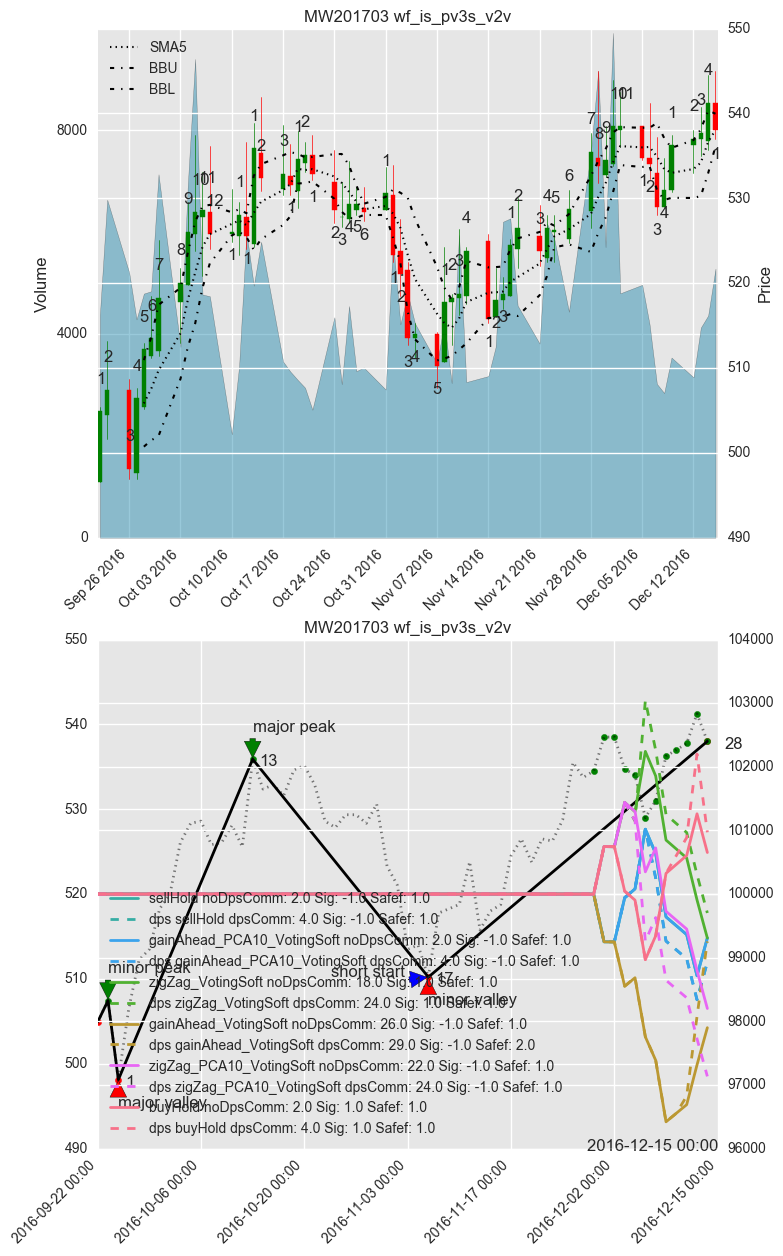 MW201703 wf_is_pv3s_v2v
SMA5
BBU
BBL
Volume
8000
4000
0
Price
550
540
530
520
510
500
490
Sep 26 2016
Oct 03 2016
Oct 10 2016
Oct 17 2016
Oct 24 2016
Oct 31 2016
Nov 07 2016
Nov 14 2016
Nov 21 2016
Nov 28 2016
Dec 05 2016
Dec 12 2016
MW201703 wf_is_pv3s_v2v
550
540
530
520
510
500
490
104000
103000
102000
101000
100000
99000
98000
97000
96000
major peak
13
28
minor peak
short start
17
minor valley
1
major valley
sellHold noDpsComm: 2.0 Sig: -1.0 Safef: 1.0
dps sellHold dpsComm: 4.0 Sig: -1.0 Safef: 1.0
gainAhead_PCA10_VotingSoft noDpsComm: 2.0 Sig: -1.0 Safef: 1.0
dps gainAhead_PCA10_VotingSoft dpsComm: 4.0 Sig: -1.0 Safef: 1.0
zigZag_VotingSoft noDpsComm: 18.0 Sig: 1.0 Safef: 1.0
dps zigZag_VotingSoft dpsComm: 24.0 Sig: -1.0 Safef: 1.0
gainAhead_VotingSoft noDpsComm: 26.0 Sig: -1.0 Safef: 1.0
dps gainAhead_VotingSoft dpsComm: 29.0 Sig: -1.0 Safef: 2.0
zigZag_PCA10_VotingSoft noDpsComm: 22.0 Sig: -1.0 Safef: 1.0
dps zigZag_PCA10_VotingSoft dpsComm: 24.0 Sig: -1.0 Safef: 1.0
buyHold noDpsComm: 2.0 Sig: 1.0 Safef: 1.0
dps buyHold dpsComm: 4.0 Sig: 1.0 Safef: 1.0
2016-12-15 00:00
2016-09-22 00:00
2016-10-06 00:00
2016-10-20 00:00
2016-11-03 00:00
2016-11-17 00:00
2016-12-02 00:00
2016-12-15 00:00